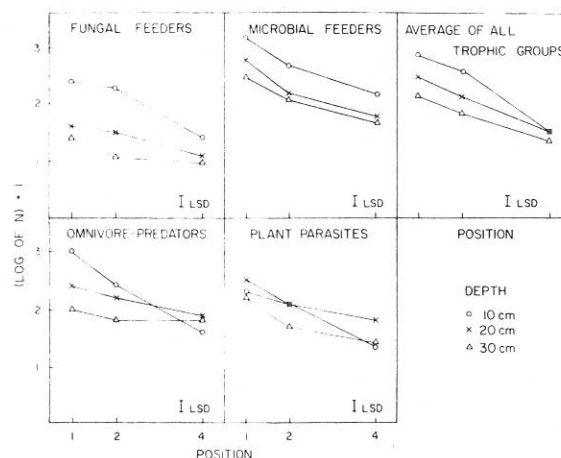 FUNGAL FEEDERS
MICROBIAL FEEDERS
AVERAGE OF ALL
TROPHIC GROUPS
3
2
1
I LSD
I LSD
(LOG OF N) + 1
OMNIVORE-PREDATORS
PLANT PARASITES
POSITION
3
2
1
DEPTH
o 10 cm
× 20 cm
△ 30 cm
I LSD
I LSD
1 2 4
1 2 4
POSITION